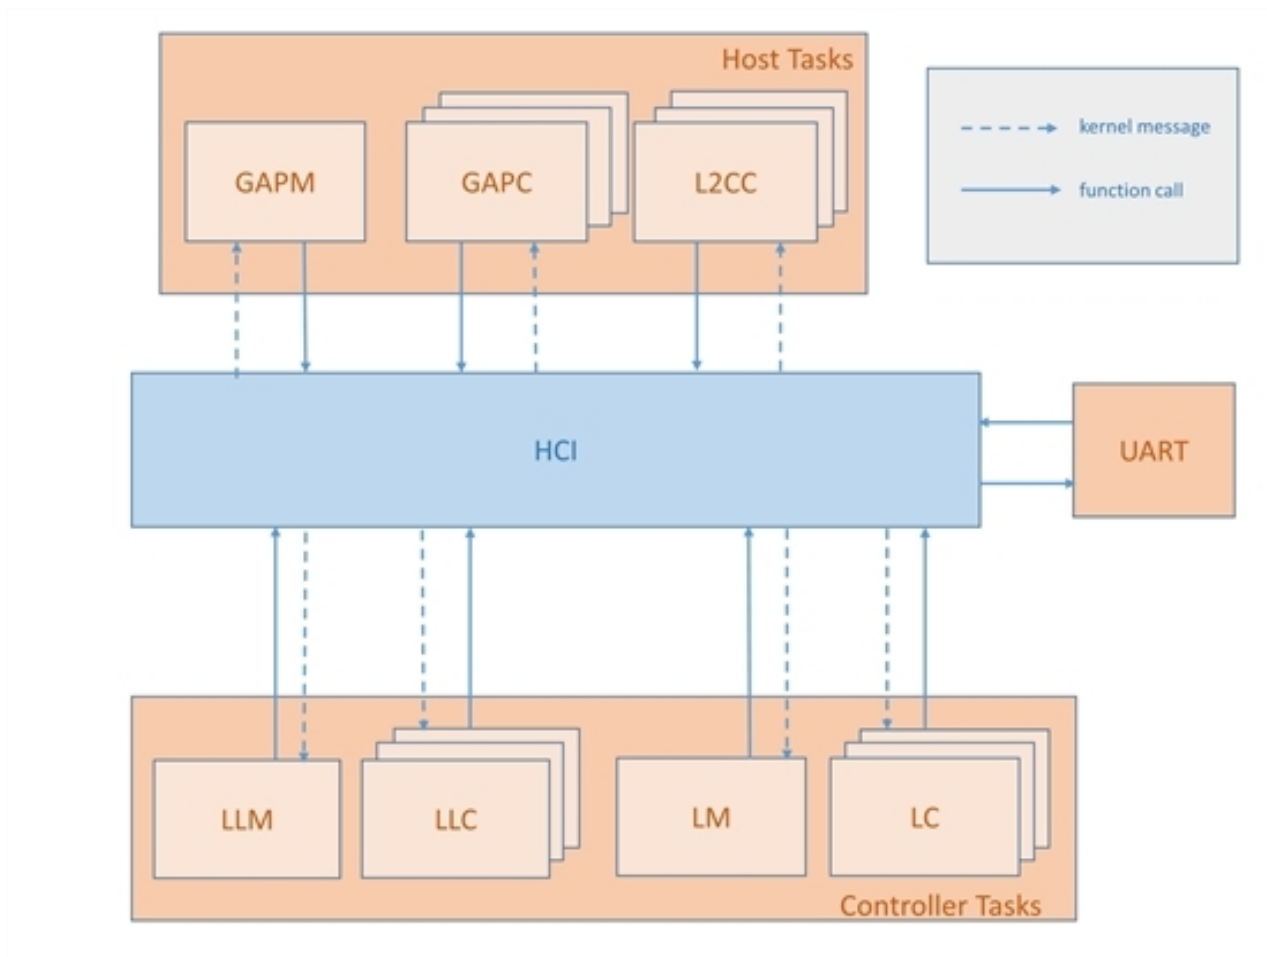 Host Tasks
kernel message
function call
GAPM
GAPC
L2CC
HCI
UART
LLM
LLC
LM
LC
Controller Tasks